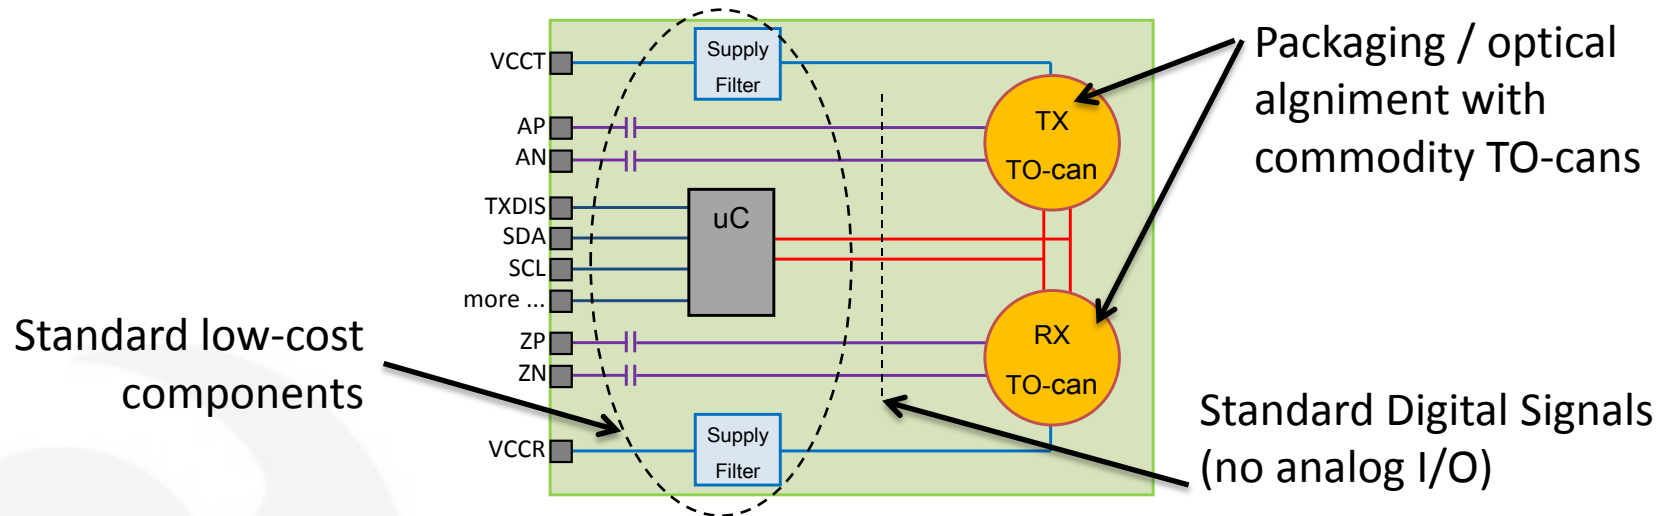 VCCT
AP
AN
TXDIS
SDA
SCL
more ...
ZP
ZN
VCCR
Supply
Filter
uC
Supply
Filter
TX
TO-can
RX
TO-can
Packaging / optical
algniment with
commodity TO-cans
Standard low-cost
components
Standard Digital Signals
(no analog I/O)